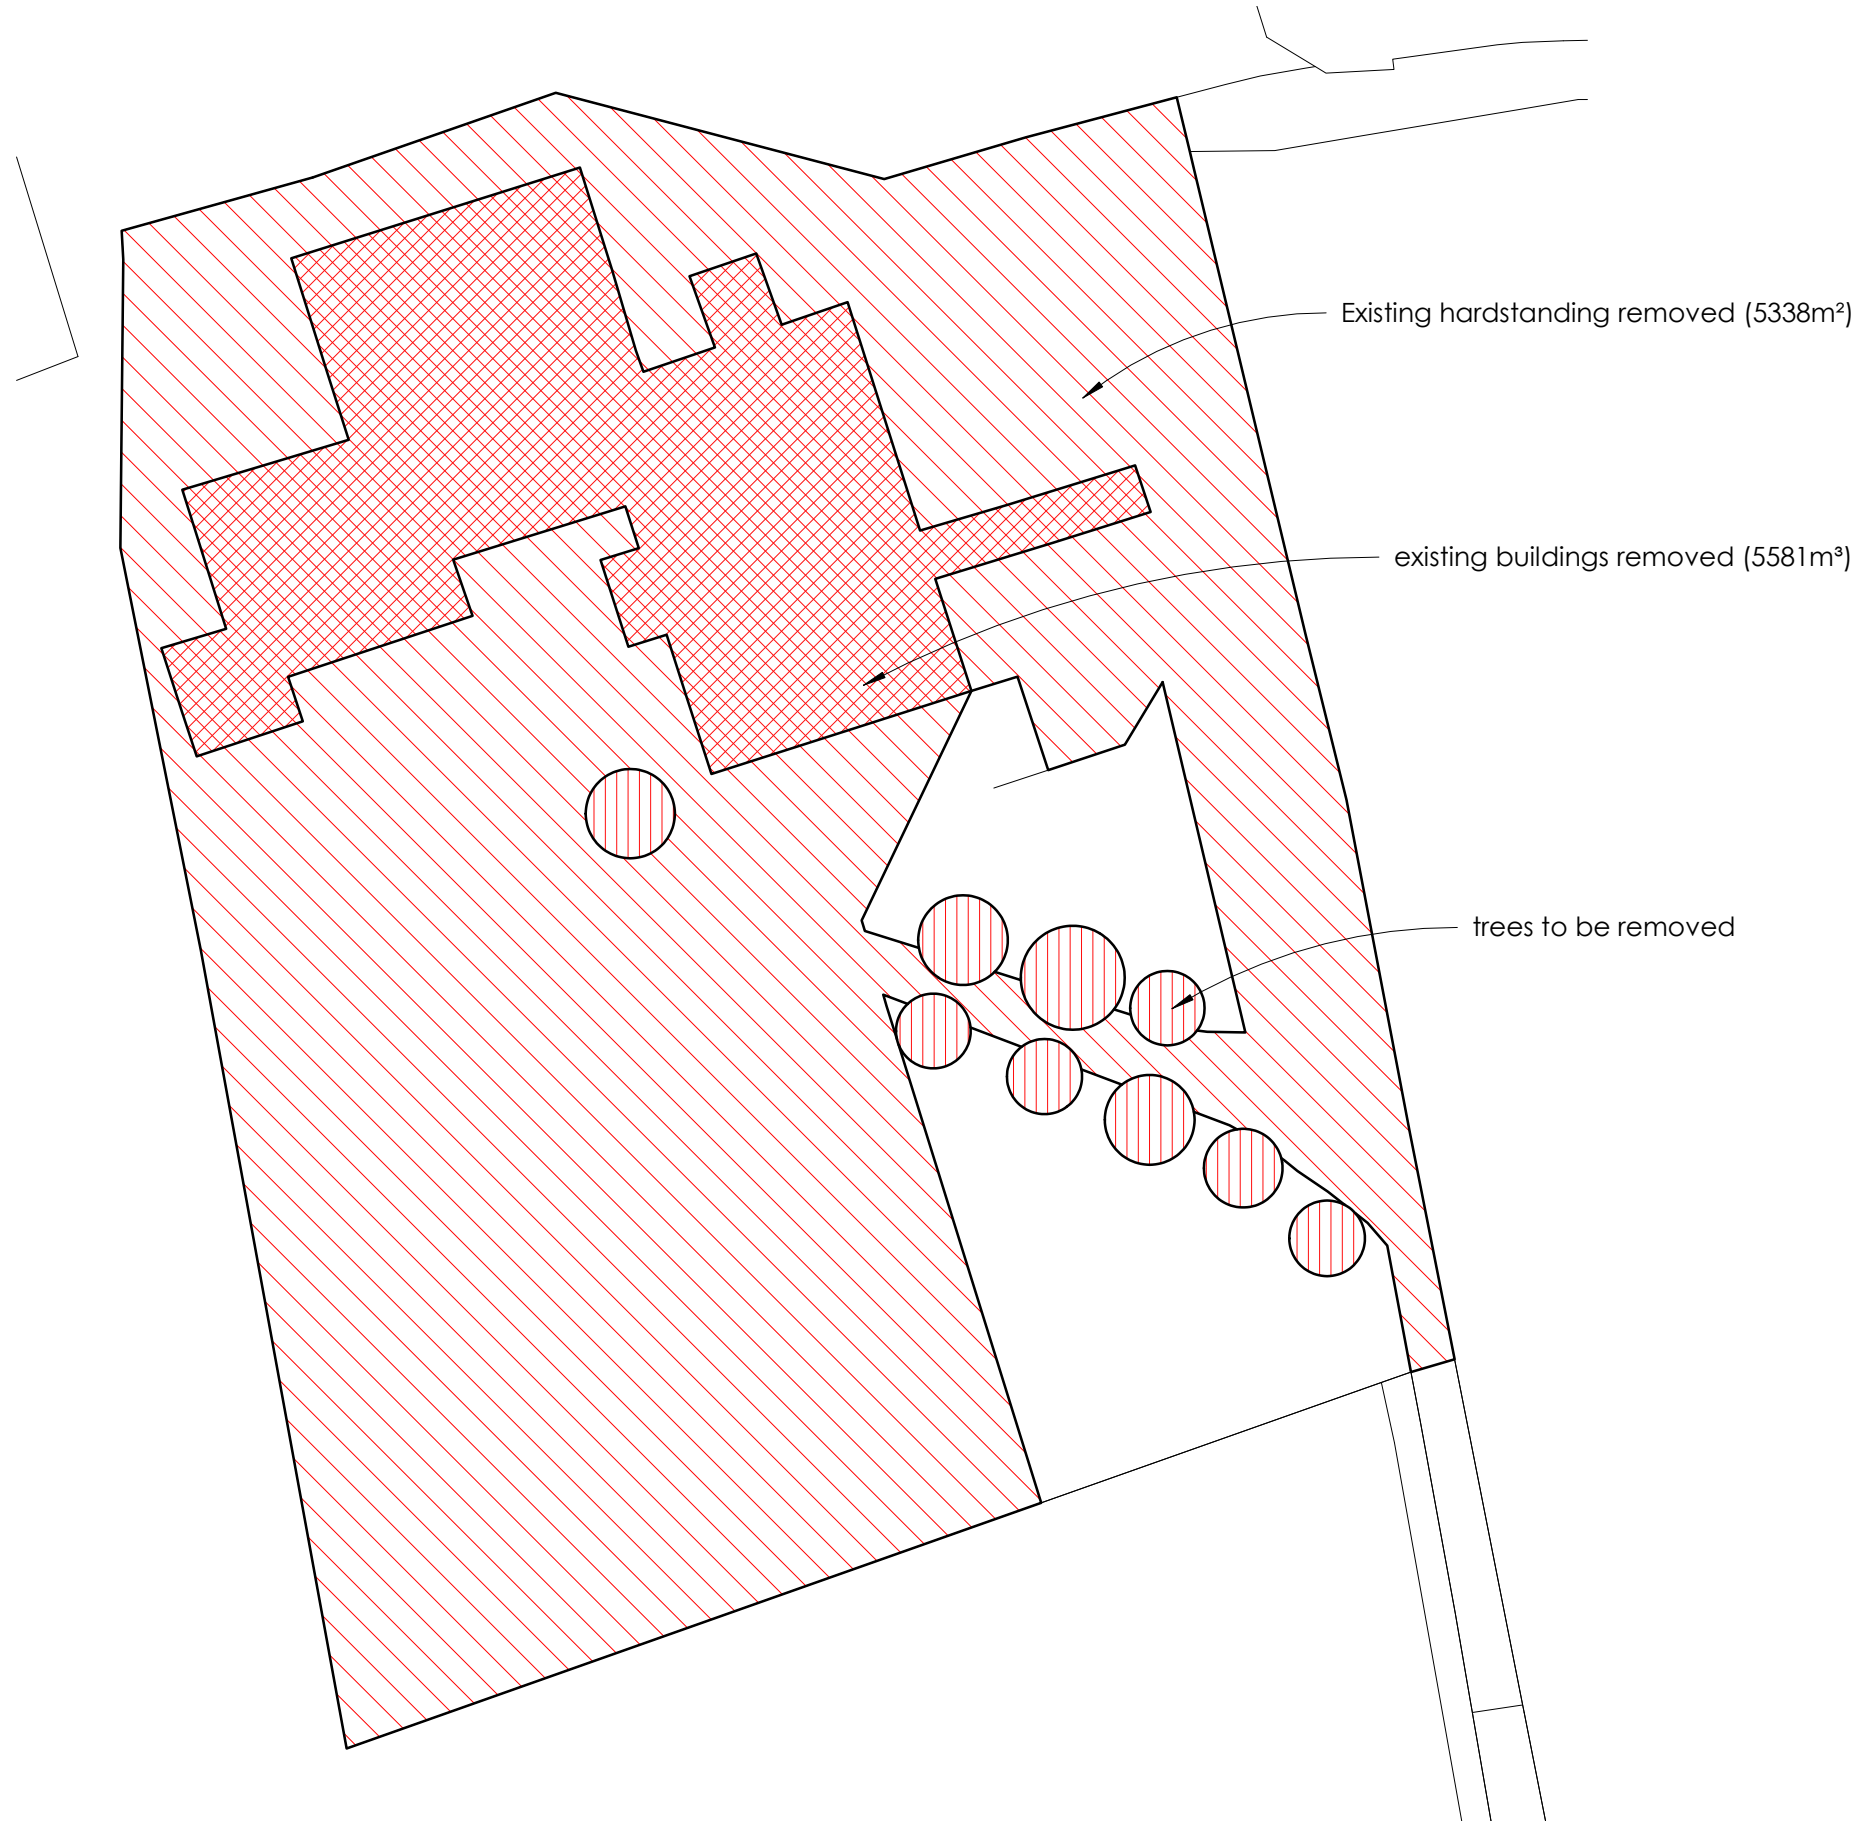 Existing hardstanding removed (5338m²)
existing buildings removed (5581m³)
trees to be removed